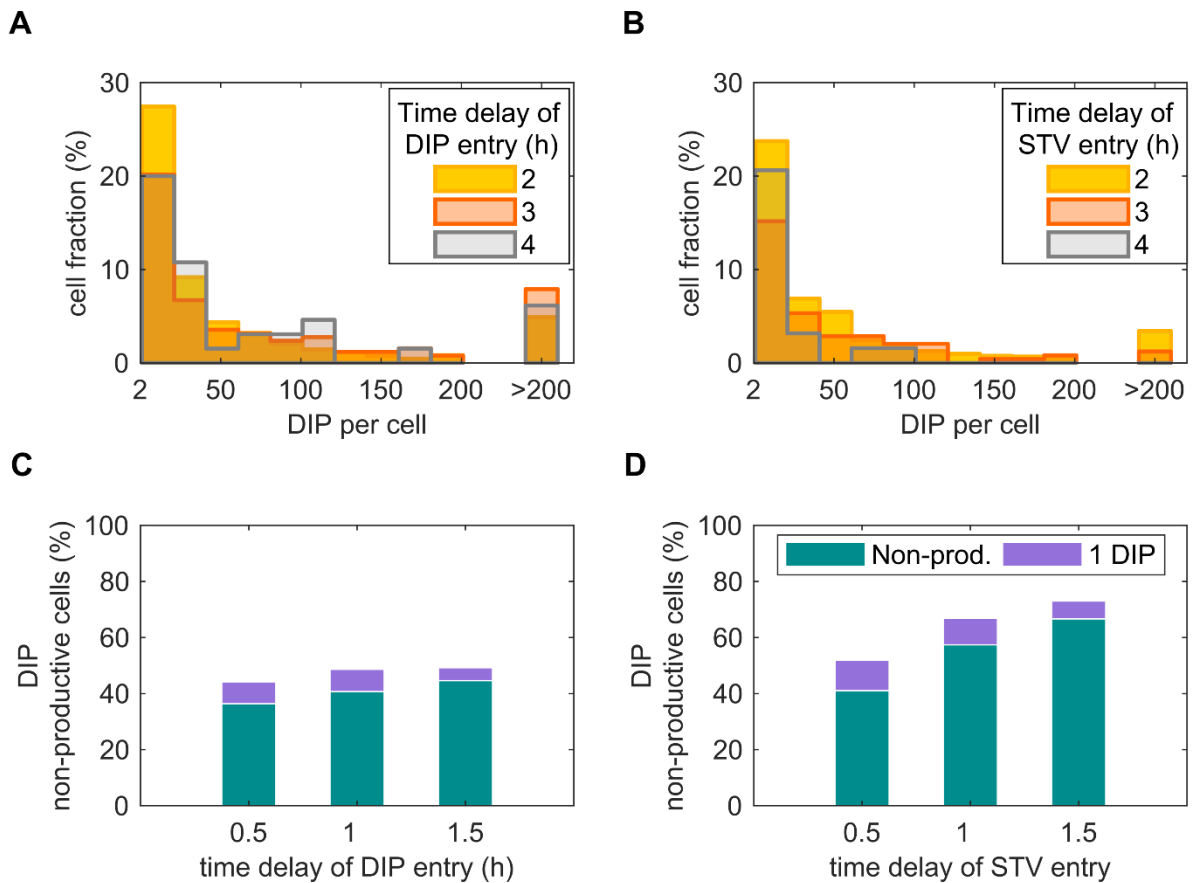 A
30
20
10
0
cell fraction (%)
Time delay of
DIP entry (h)
2
3
4
2 50 100 150 200 >200
DIP per cell
B
30
20
10
0
cell fraction (%)
Time delay of
STV entry (h)
2
3
4
2 50 100 150 200 >200
DIP per cell
C
100
80
60
40
20
0
DIP
non-productive cells (%)
0.5 1 1.5
time delay of DIP entry (h)
D
100
80
60
40
20
0
DIP
non-productive cells (%)
Non-prod. 1 DIP
0.5 1 1.5
time delay of STV entry